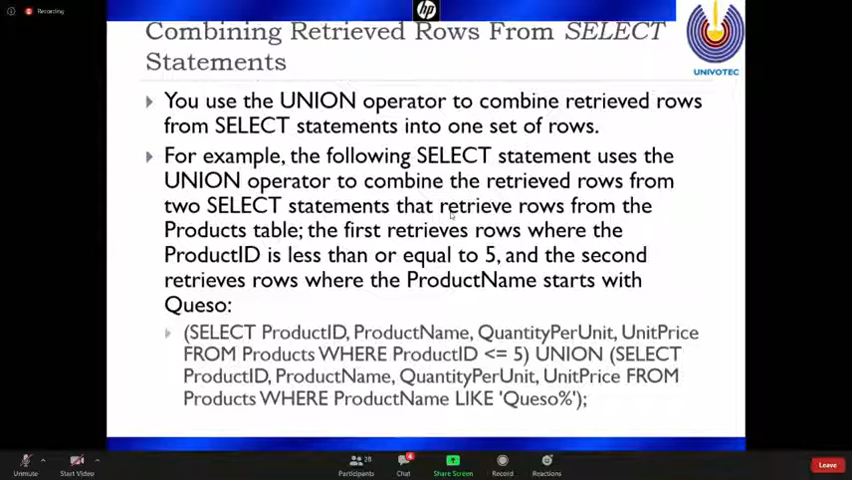 Recording
hp
Combining Retrieved Rows From SELECT
Statements
UNIVOTEC
You use the UNION operator to combine retrieved rows
from SELECT statements into one set of rows.
For example, the following SELECT statement uses the
UNION operator to combine the retrieved rows from
two SELECT statements that retrieve rows from the
Products table; the first retrieves rows where the
ProductID is less than or equal to 5, and the second
retrieves rows where the ProductName starts with
Queso:
(SELECT ProductID, ProductName, QuantityPerUnit, UnitPrice
FROM Products WHERE ProductID <= 5) UNION (SELECT
ProductID, ProductName, QuantityPerUnit, UnitPrice FROM
Products WHERE ProductName LIKE 'Queso%');
28
4
Unmute
Start Video
Participants
Chat
Share Screen
Record
Reactions
Leave